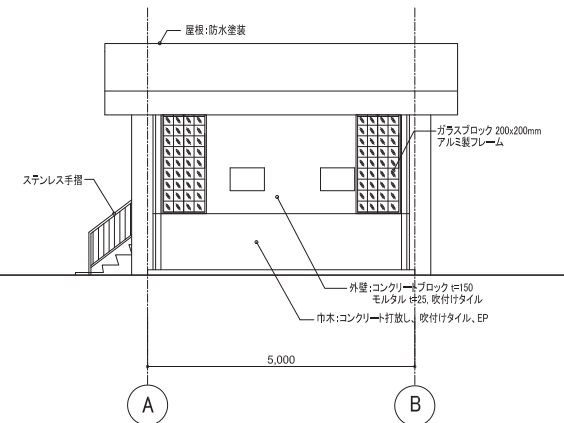 屋根：防水塗装
ガラスブロック 200x200mm
アルミ製フレーム
ステンレス手摺
外壁：コンクリートブロック t=150
モルタル t=25, 吹付けタイル
巾木：コンクリート打放し、吹付けタイル、EP
5,000
A
B